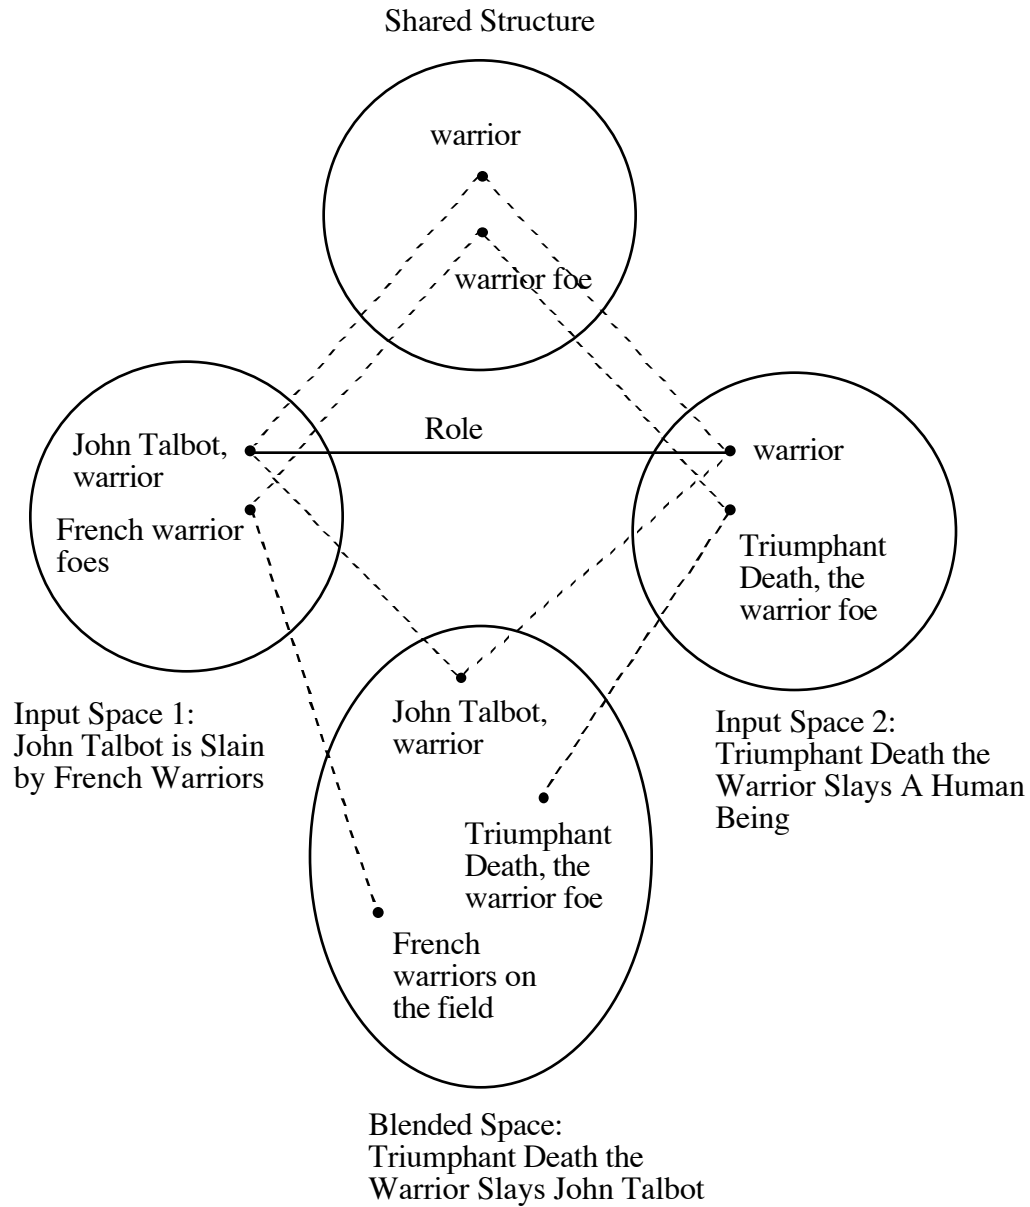 Shared Structure
warrior
warrior foe
Role
John Talbot,
warrior
French warrior
foes
warrior
Triumphant
Death, the
warrior foe
Input Space 1:
John Talbot is Slain
by French Warriors
Input Space 2:
Triumphant Death the
Warrior Slays A Human
Being
John Talbot,
warrior
Triumphant
Death, the
warrior foe
French
warriors on
the field
Blended Space:
Triumphant Death the
Warrior Slays John Talbot